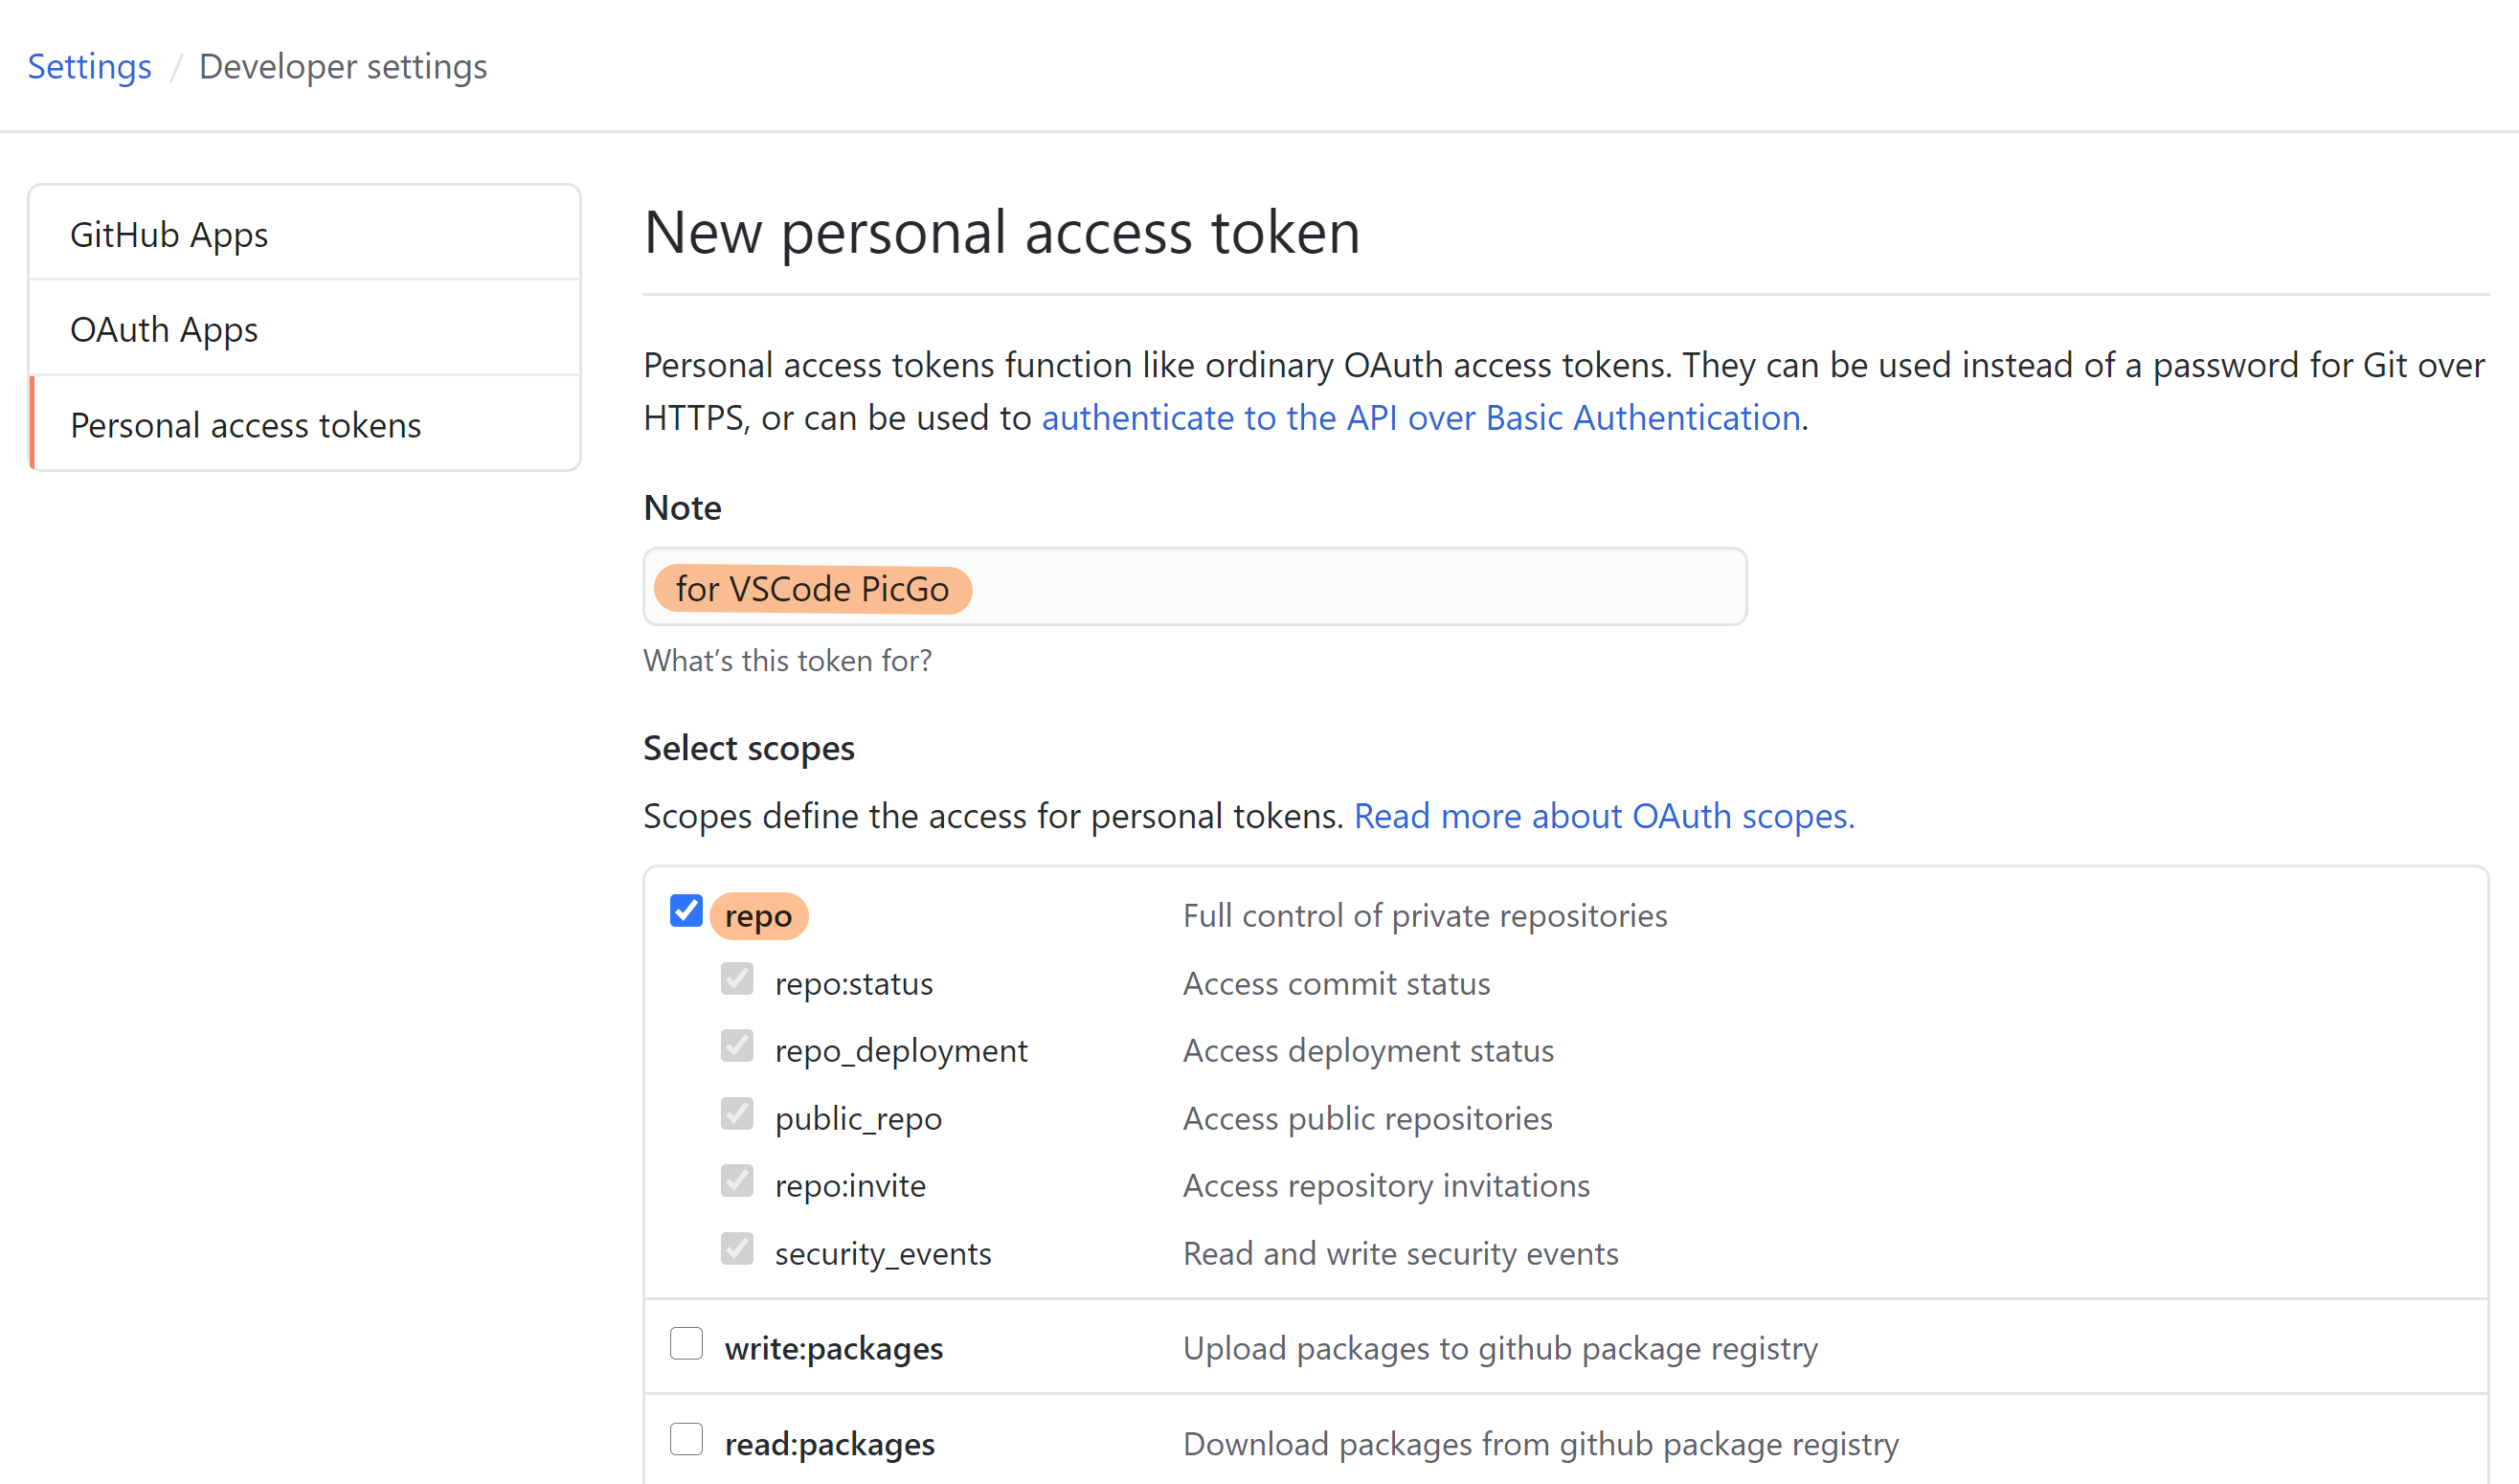 Settings / Developer settings
GitHub Apps
OAuth Apps
Personal access tokens
New personal access token
Personal access tokens function like ordinary OAuth access tokens. They can be used instead of a password for Git over
HTTPS, or can be used to authenticate to the API over Basic Authentication.
Note
for VSCode PicGo
What's this token for?
Select scopes
Scopes define the access for personal tokens. Read more about OAuth scopes.
repo Full control of private repositories
repo:status Access commit status
repo_deployment Access deployment status
public_repo Access public repositories
repo:invite Access repository invitations
security_events Read and write security events
write:packages Upload packages to github package registry
read:packages Download packages from github package registry